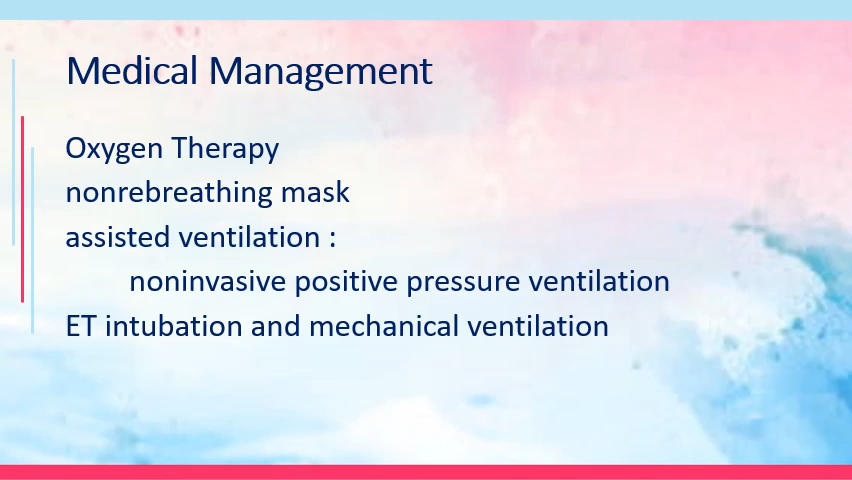 Medical Management
Oxygen Therapy
nonrebreathing mask
assisted ventilation :
noninvasive positive pressure ventilation
ET intubation and mechanical ventilation